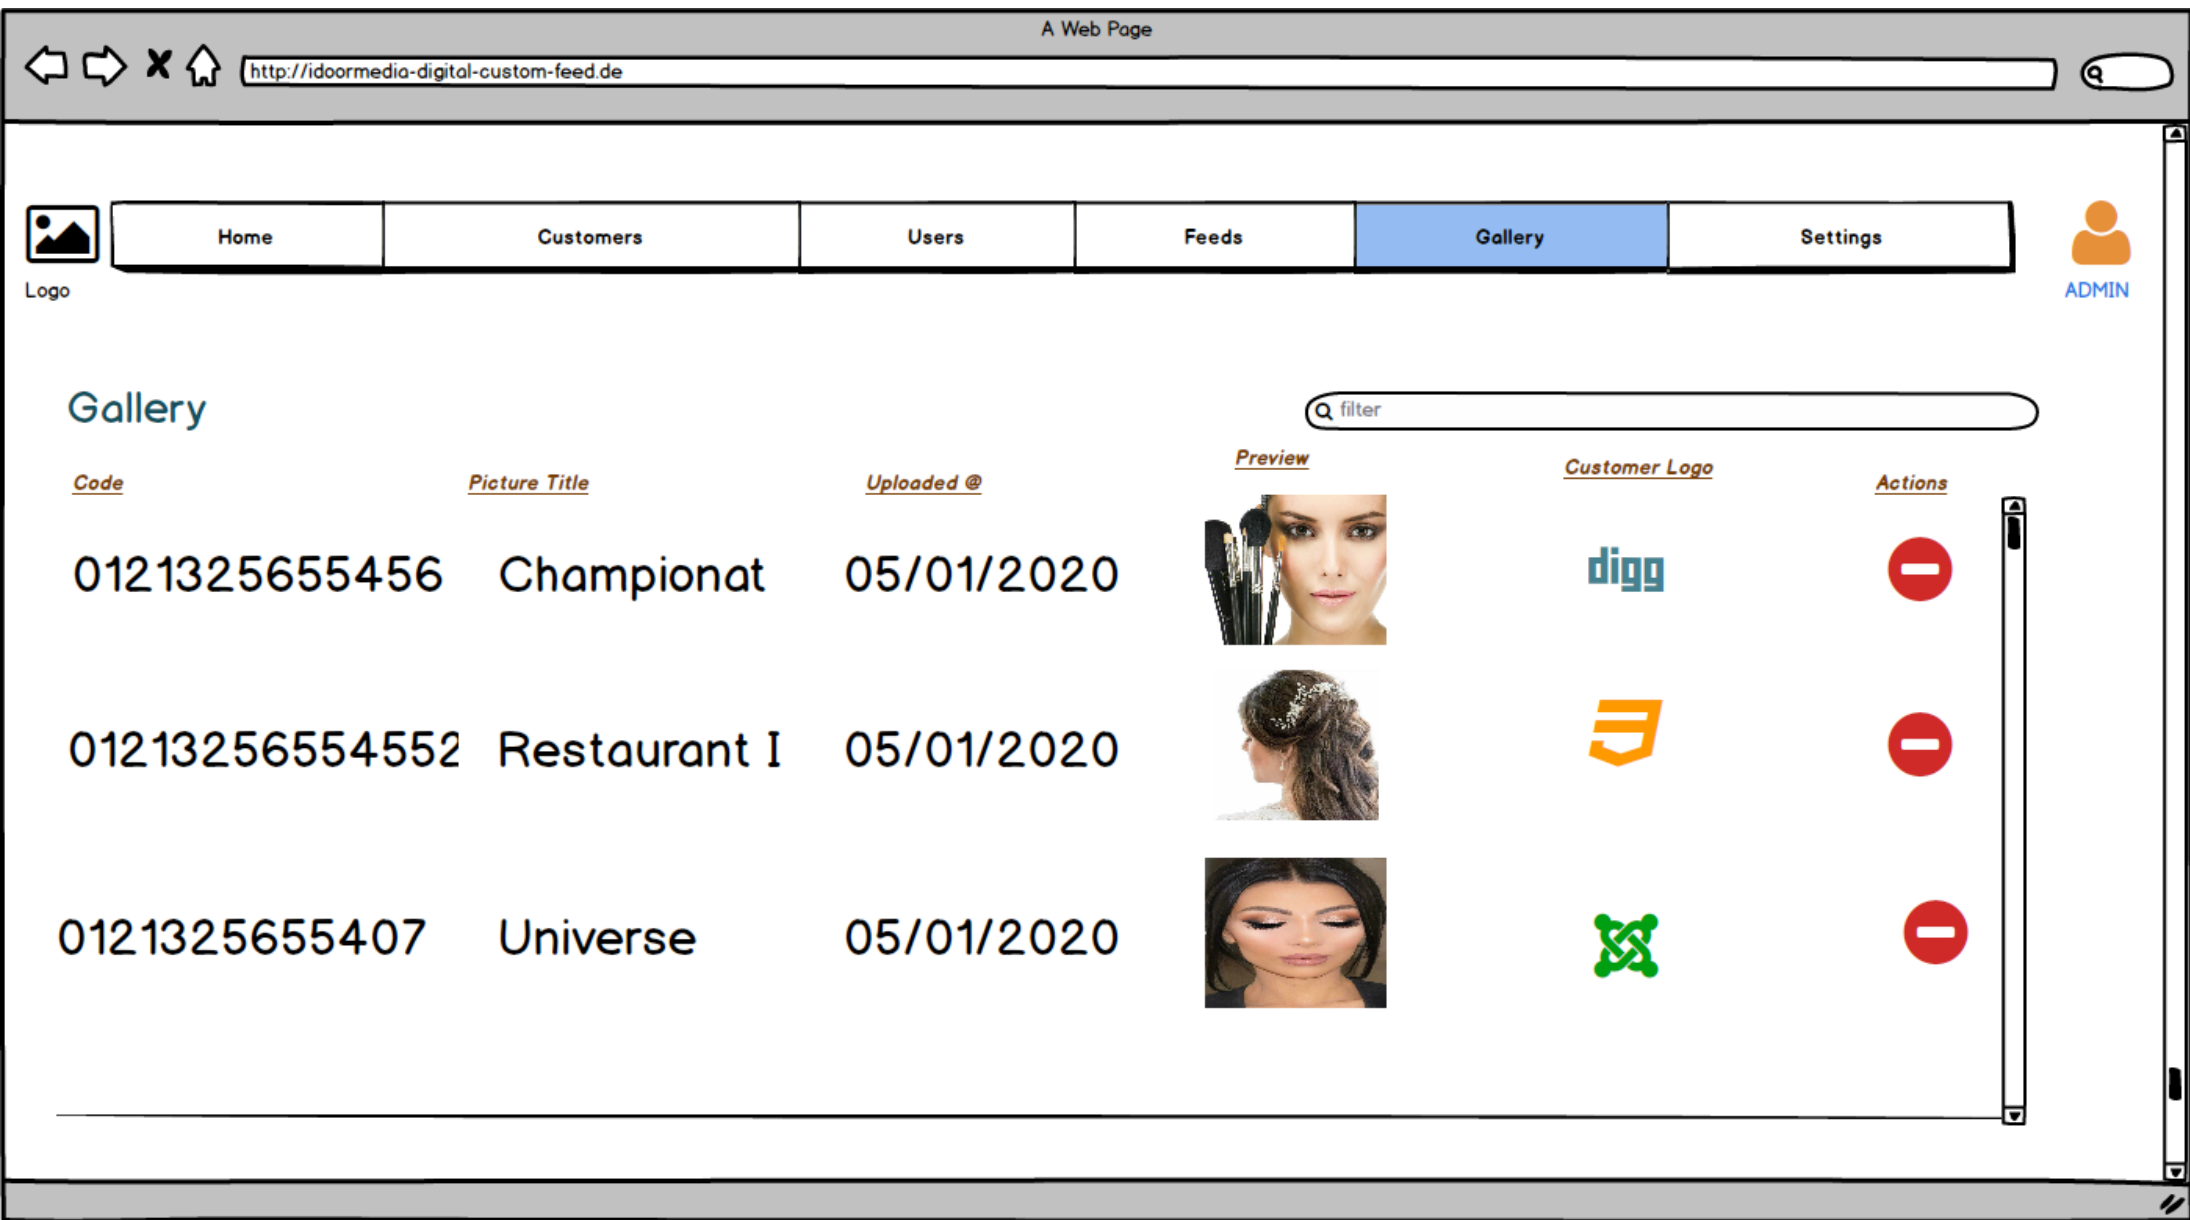 A Web Page
http://idoormedia-digital-custom-feed.de
Home Customers Users Feeds Gallery Settings
Logo
ADMIN
Gallery
filter
Code Picture Title Uploaded @ Preview Customer Logo Actions
0121325655456 Championat 05/01/2020 digg
01213256554552 Restaurant I 05/01/2020
0121325655407 Universe 05/01/2020